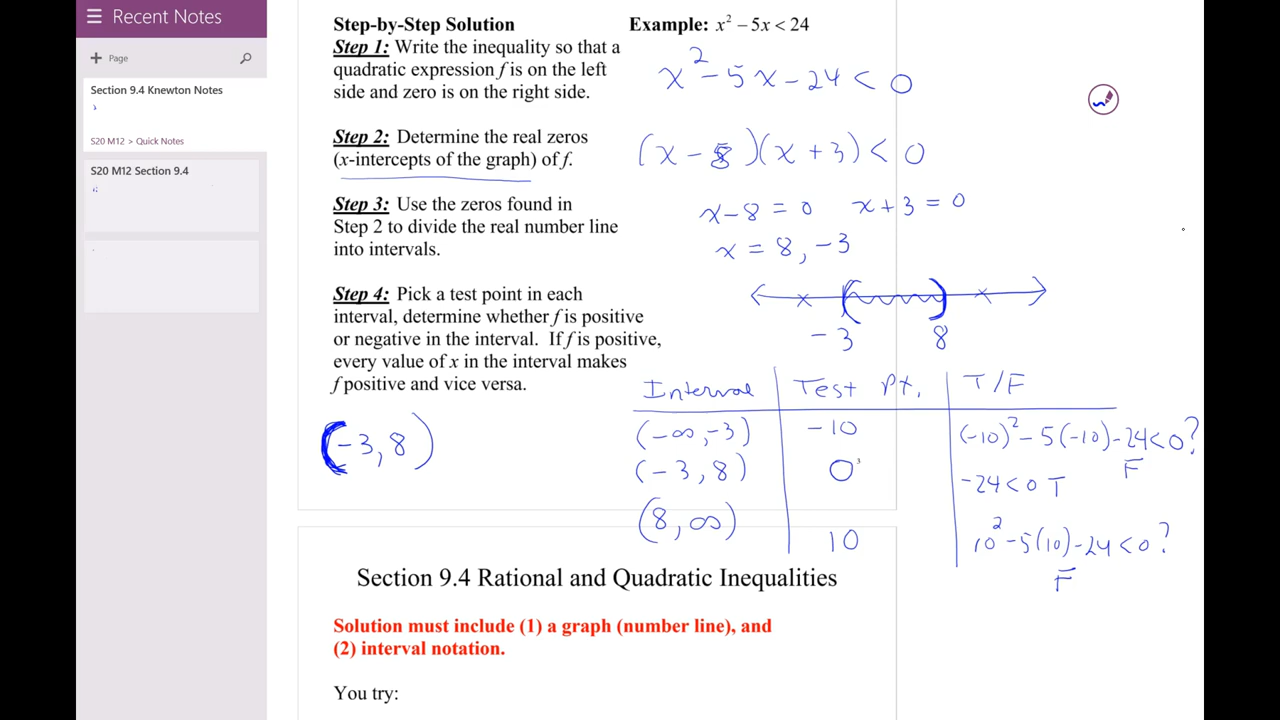 Recent Notes
Page
Section 9.4 Knewton Notes
S20 M12 > Quick Notes
S20 M12 Section 9.4
Step-by-Step Solution
Step 1: Write the inequality so that a
quadratic expression f is on the left
side and zero is on the right side.
Step 2: Determine the real zeros
(x-intercepts of the graph) of f.
Step 3: Use the zeros found in
Step 2 to divide the real number line
into intervals.
Step 4: Pick a test point in each
interval, determine whether f is positive
or negative in the interval. If f is positive,
every value of x in the interval makes
f positive and vice versa.
(-3, 8)
Example: x² − 5x < 24
x² - 5x - 24 < 0
(x - 8)(x + 3) < 0
x - 8 = 0 x + 3 = 0
x = 8, -3
-3 8
Interval Test Pt. T/F
(-∞, -3) -10 (-10)² - 5(-10) - 24 < 0?
F
(-3, 8) 0 -24 < 0 T
(8, ∞) 10 10² - 5(10) - 24 < 0?
F
Section 9.4 Rational and Quadratic Inequalities
Solution must include (1) a graph (number line), and
(2) interval notation.
You try: